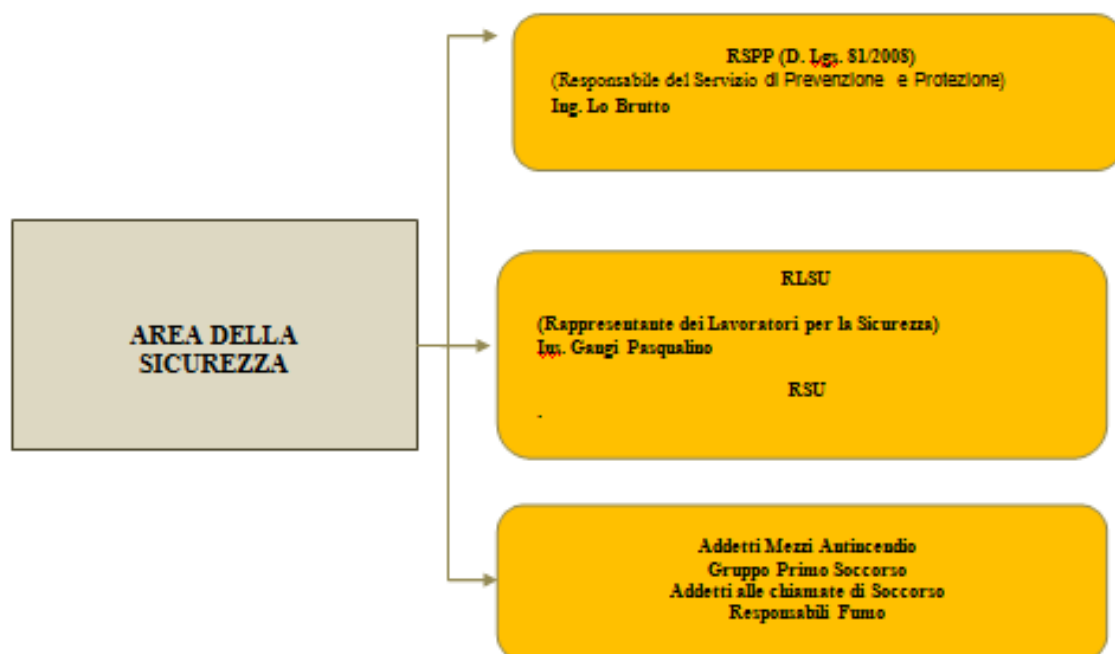 AREA DELLA
SICUREZZA
RSPP (D. Lgs. 81/2008)
(Responsabile del Servizio di Prevenzione e Protezione)
Ing. Lo Brutto
RLSU
(Rappresentante dei Lavoratori per la Sicurezza)
Ins. Gangi Pasqualino
RSU
-
Addetti Mezzi Antincendio
Gruppo Primo Soccorso
Addetti alle chiamate di Soccorso
Responsabili Fumo